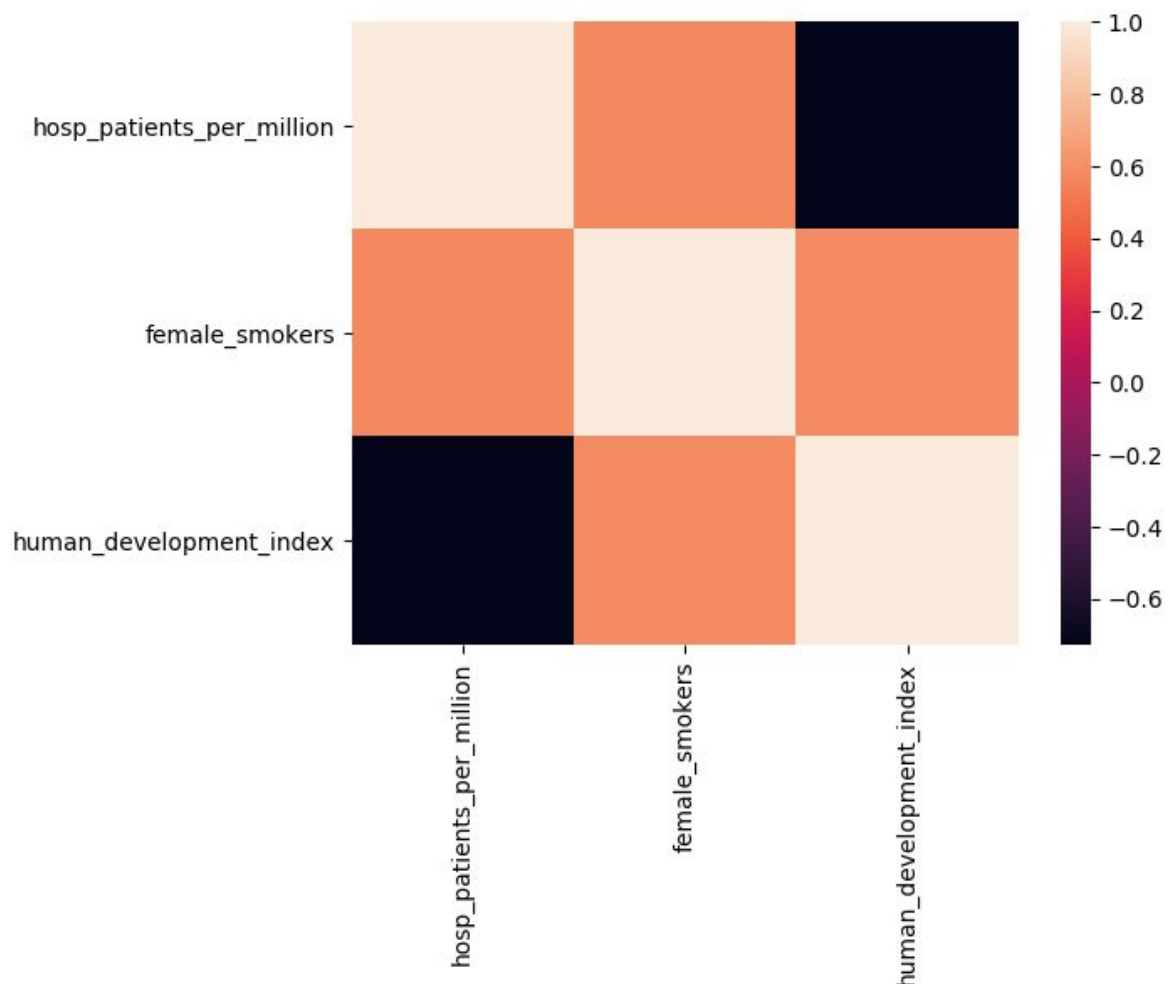 hosp_patients_per_million
female_smokers
human_development_index
hosp_patients_per_million
female_smokers
human_development_index
1.0
0.8
0.6
0.4
0.2
0.0
−0.2
−0.4
−0.6